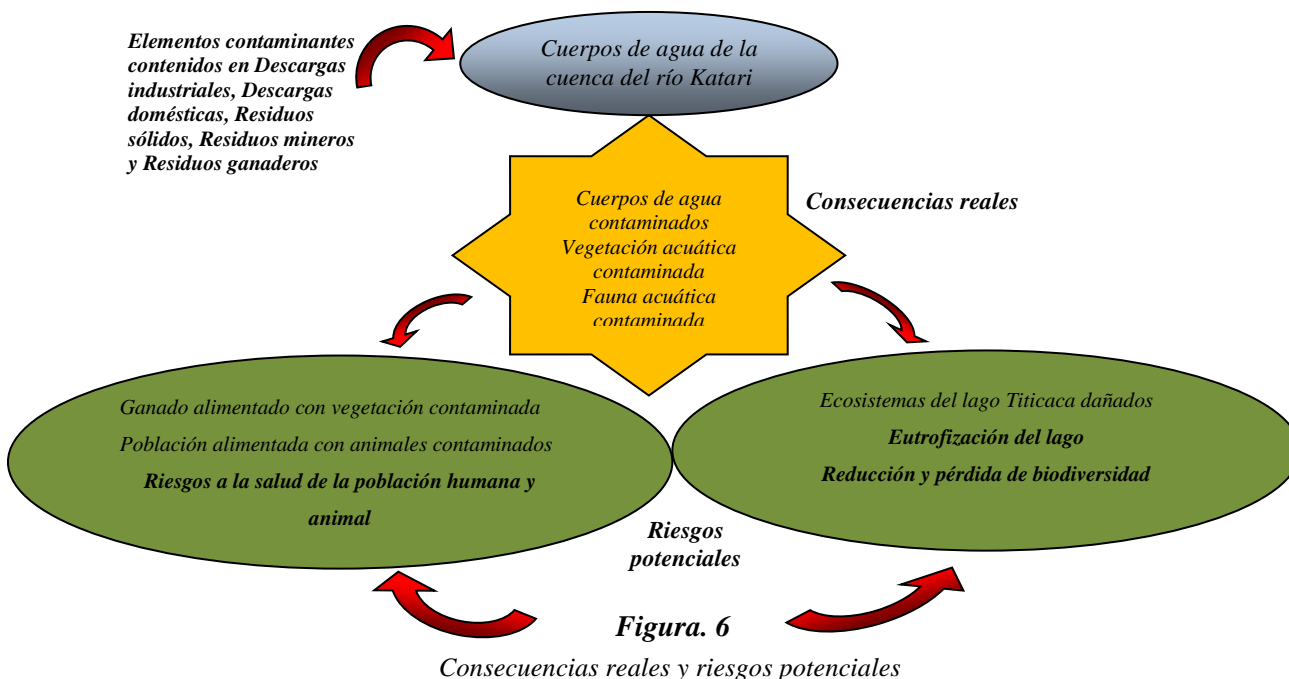 Elementos contaminantes
contenidos en Descargas
industriales, Descargas
domésticas, Residuos
sólidos, Residuos mineros
y Residuos ganaderos
Cuerpos de agua de la
cuenca del río Katari
Cuerpos de agua
contaminados
Vegetación acuática
contaminada
Fauna acuática
contaminada
Consecuencias reales
Ganado alimentado con vegetación contaminada
Población alimentada con animales contaminados
Riesgos a la salud de la población humana y
animal
Ecosistemas del lago Titicaca dañados
Eutrofización del lago
Reducción y pérdida de biodiversidad
Riesgos
potenciales
Figura. 6
Consecuencias reales y riesgos potenciales